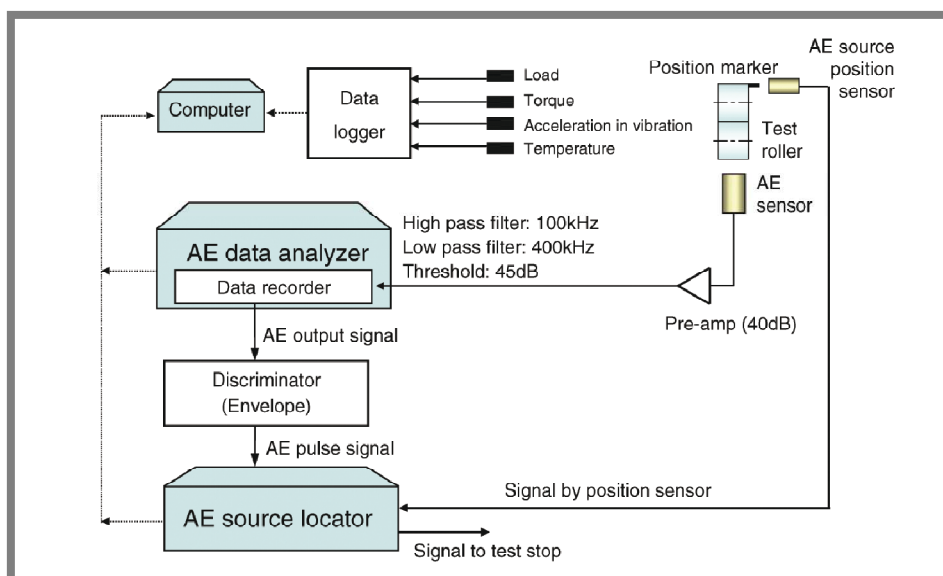 AE source
position
sensor
Position marker
Computer
Data
logger
Load
Torque
Acceleration in vibration
Temperature
Test
roller
AE
sensor
High pass filter: 100kHz
Low pass filter: 400kHz
Threshold: 45dB
AE data analyzer
Data recorder
Pre-amp (40dB)
AE output signal
Discriminator
(Envelope)
AE pulse signal
Signal by position sensor
AE source locator
Signal to test stop